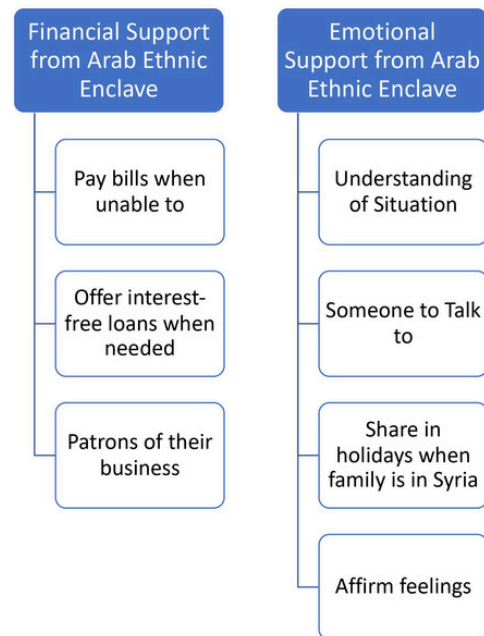 Financial Support
from Arab Ethnic
Enclave
Pay bills when
unable to
Offer interest-
free loans when
needed
Patrons of their
business
Emotional
Support from Arab
Ethnic Enclave
Understanding
of Situation
Someone to Talk
to
Share in
holidays when
family is in Syria
Affirm feelings